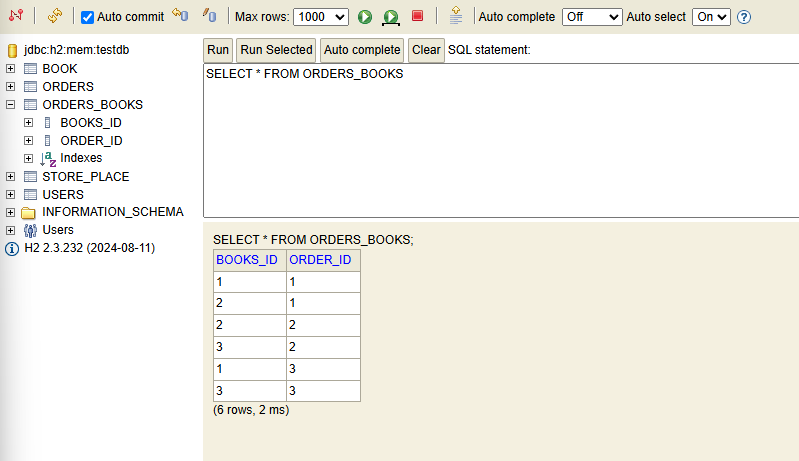 Auto commit Max rows: 1000 Auto complete Off Auto select On
jdbc:h2:mem:testdb
BOOK
ORDERS
ORDERS_BOOKS
BOOKS_ID
ORDER_ID
Indexes
STORE_PLACE
USERS
INFORMATION_SCHEMA
Users
H2 2.3.232 (2024-08-11)
Run Run Selected Auto complete Clear SQL statement:
SELECT * FROM ORDERS_BOOKS
SELECT * FROM ORDERS_BOOKS;
BOOKS_ID ORDER_ID
1 1
2 1
2 2
3 2
1 3
3 3
(6 rows, 2 ms)